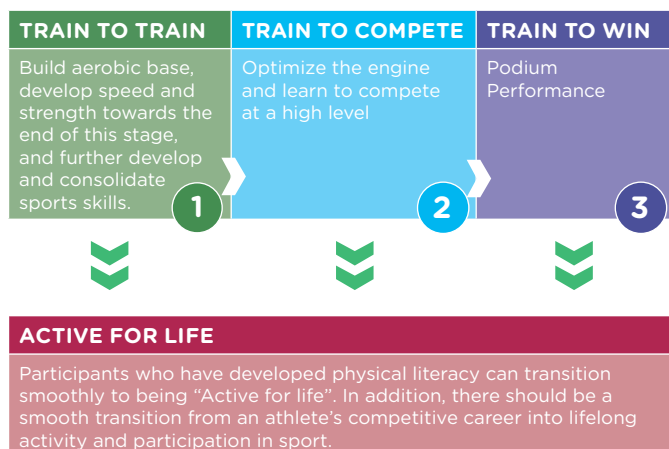 TRAIN TO TRAIN
Build aerobic base,
develop speed and
strength towards the
end of this stage,
and further develop
and consolidate
sports skills.
1
TRAIN TO COMPETE
Optimize the engine
and learn to compete
at a high level
2
TRAIN TO WIN
Podium
Performance
3
ACTIVE FOR LIFE
Participants who have developed physical literacy can transition
smoothly to being “Active for life”. In addition, there should be a
smooth transition from an athlete’s competitive career into lifelong
activity and participation in sport.